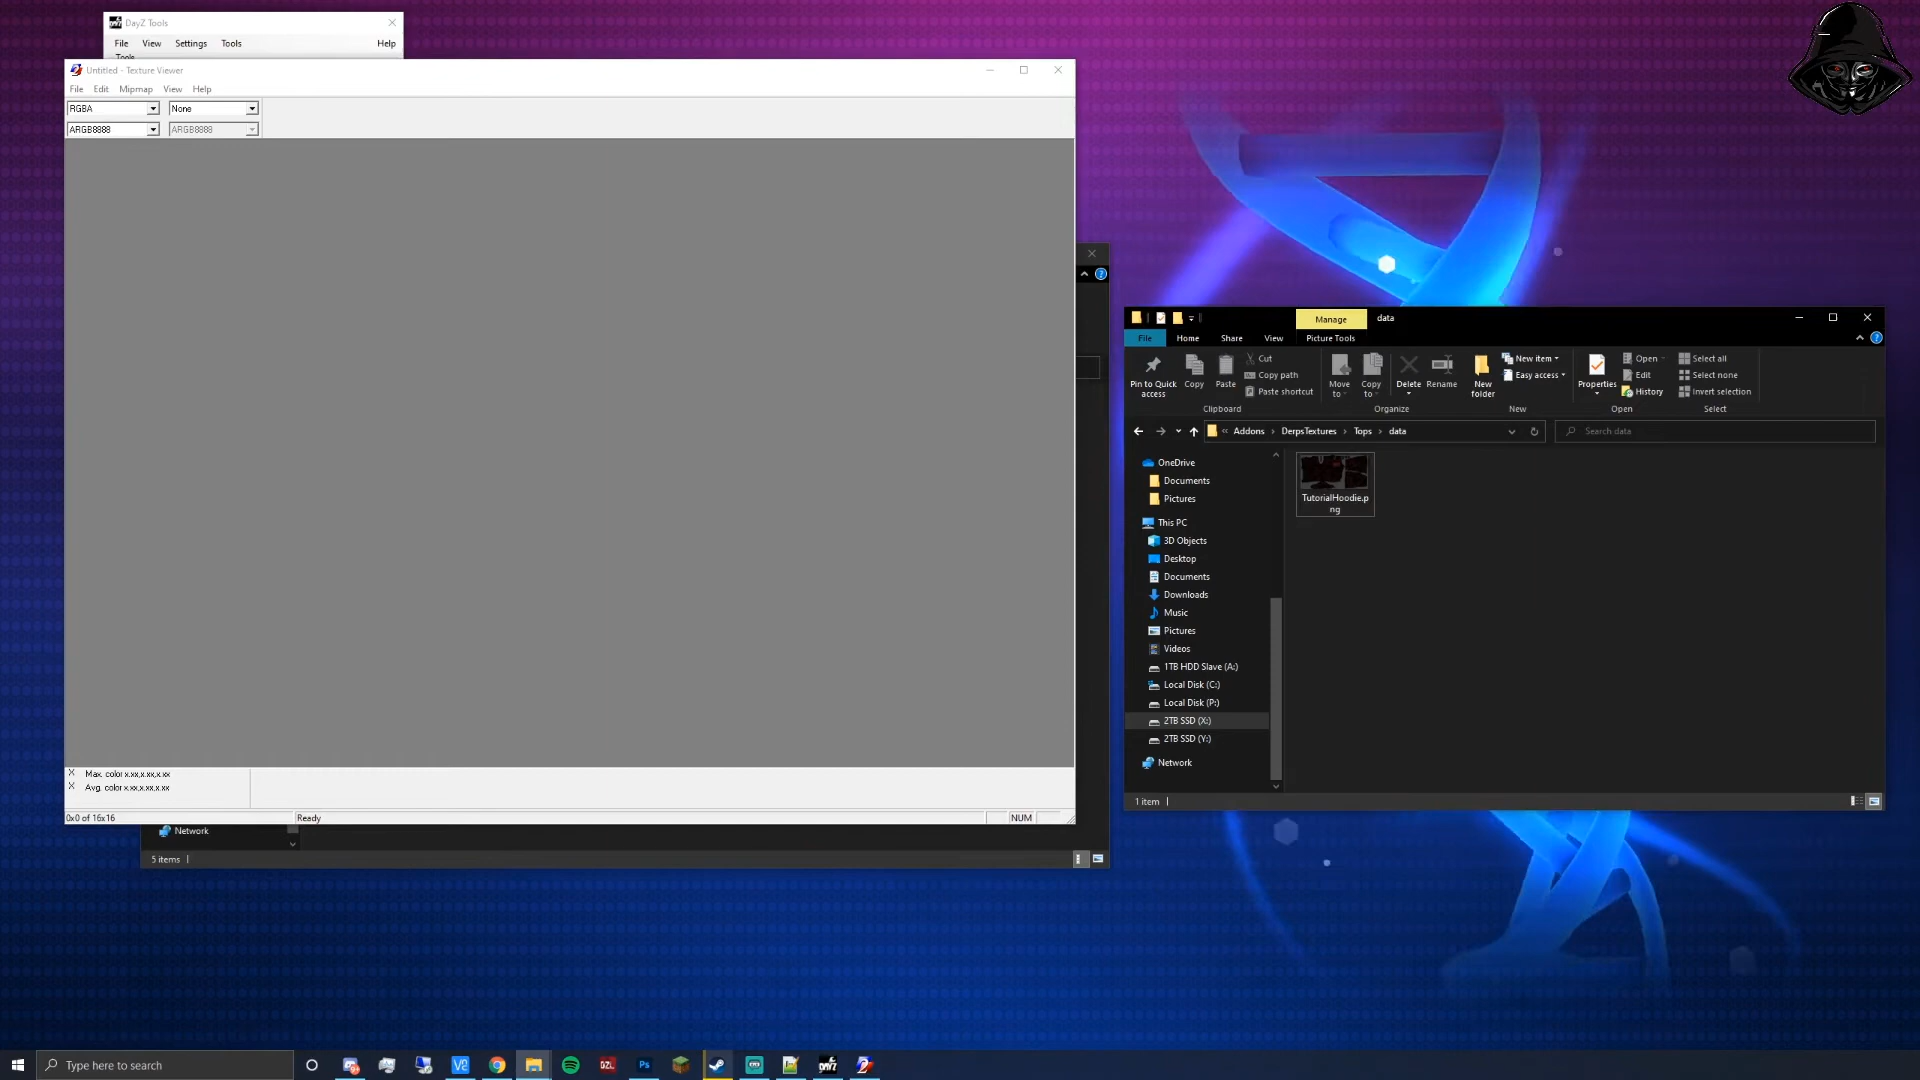 DayZ Tools
File View Settings Tools Help
Tools
Untitled - Texture Viewer
File Edit Mipmap View Help
RGBA None
ARGB8888 ARGB8888
Max. color x.xx,x.xx,x.xx
Avg. color x.xx,x.xx,x.xx
0x0 of 16x16 Ready NUM
Network
5 items
Manage data
File Home Share View Picture Tools
Pin to Quick access
Copy
Paste
Cut
Copy path
Paste shortcut
Clipboard
Move to
Copy to
Delete
Rename
Organize
New folder
New item
Easy access
New
Properties
Open
Edit
History
Open
Select all
Select none
Invert selection
Select
« Addons › DerpsTextures › Tops › data
Search data
OneDrive
Documents
Pictures
This PC
3D Objects
Desktop
Documents
Downloads
Music
Pictures
Videos
1TB HDD Slave (A:)
Local Disk (C:)
Local Disk (P:)
2TB SSD (X:)
2TB SSD (Y:)
Network
TutorialHoodie.p
ng
1 item
Type here to search
DZL
Ps